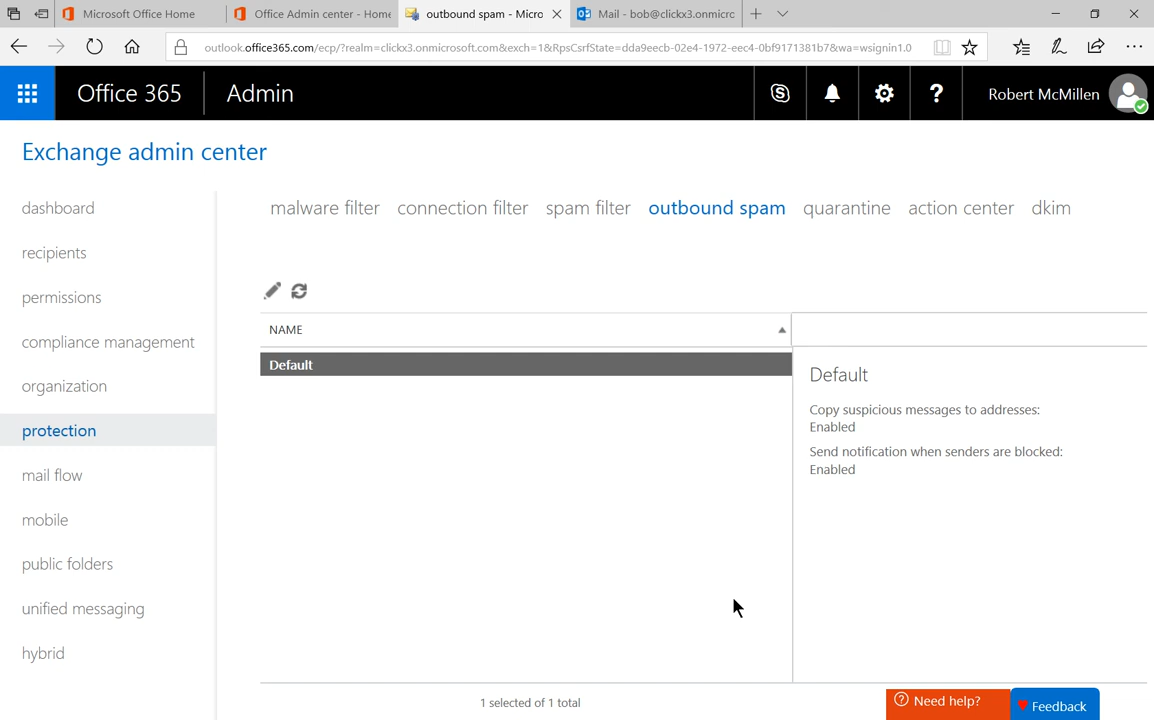 Microsoft Office Home
Office Admin center - Home
outbound spam - Micro
Mail - bob@clickx3.onmicro
outlook.office365.com/ecp/?realm=clickx3.onmicrosoft.com&exch=1&RpsCsrfState=dda9eecb-02e4-1972-eec4-0bf9171381b7&wa=wsignin1.0
Office 365
Admin
Robert McMillen
Exchange admin center
dashboard
recipients
permissions
compliance management
organization
protection
mail flow
mobile
public folders
unified messaging
hybrid
malware filter connection filter spam filter outbound spam quarantine action center dkim
NAME
Default
Default
Copy suspicious messages to addresses:
Enabled
Send notification when senders are blocked:
Enabled
1 selected of 1 total
Need help?
Feedback